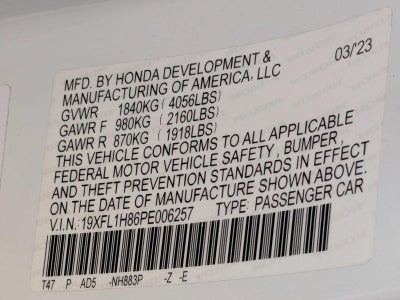 MFD. BY HONDA DEVELOPMENT & 03/'23
MANUFACTURING OF AMERICA, LLC
GVWR 1840KG (4056LBS)
GAWR F 980KG (2160LBS)
GAWR R 870KG (1918LBS)
THIS VEHICLE CONFORMS TO ALL APPLICABLE
FEDERAL MOTOR VEHICLE SAFETY, BUMPER,
AND THEFT PREVENTION STANDARDS IN EFFECT
ON THE DATE OF MANUFACTURE SHOWN ABOVE.
V.I.N.: 19XFL1H86PE006257 TYPE: PASSENGER CAR
T47 P AD5 -NH883P -Z -E